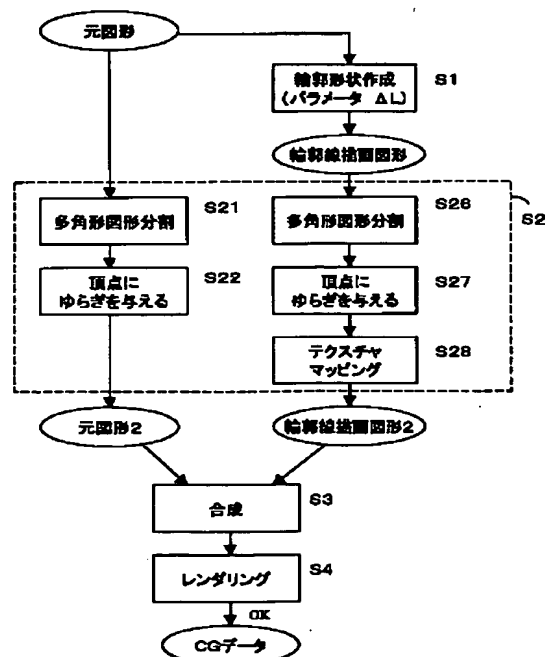 元図形
輪郭形状作成
(パラメータ ΔL)
S1
輪郭線描画図形
S21
S26
S2
多角形図形分割
多角形図形分割
S22
頂点に
ゆらぎを与える
頂点に
ゆらぎを与える
S27
テクスチャ
マッピング
S28
元図形2
輪郭線描画図形2
合成
S3
レンダリング
S4
OK
CGデータ